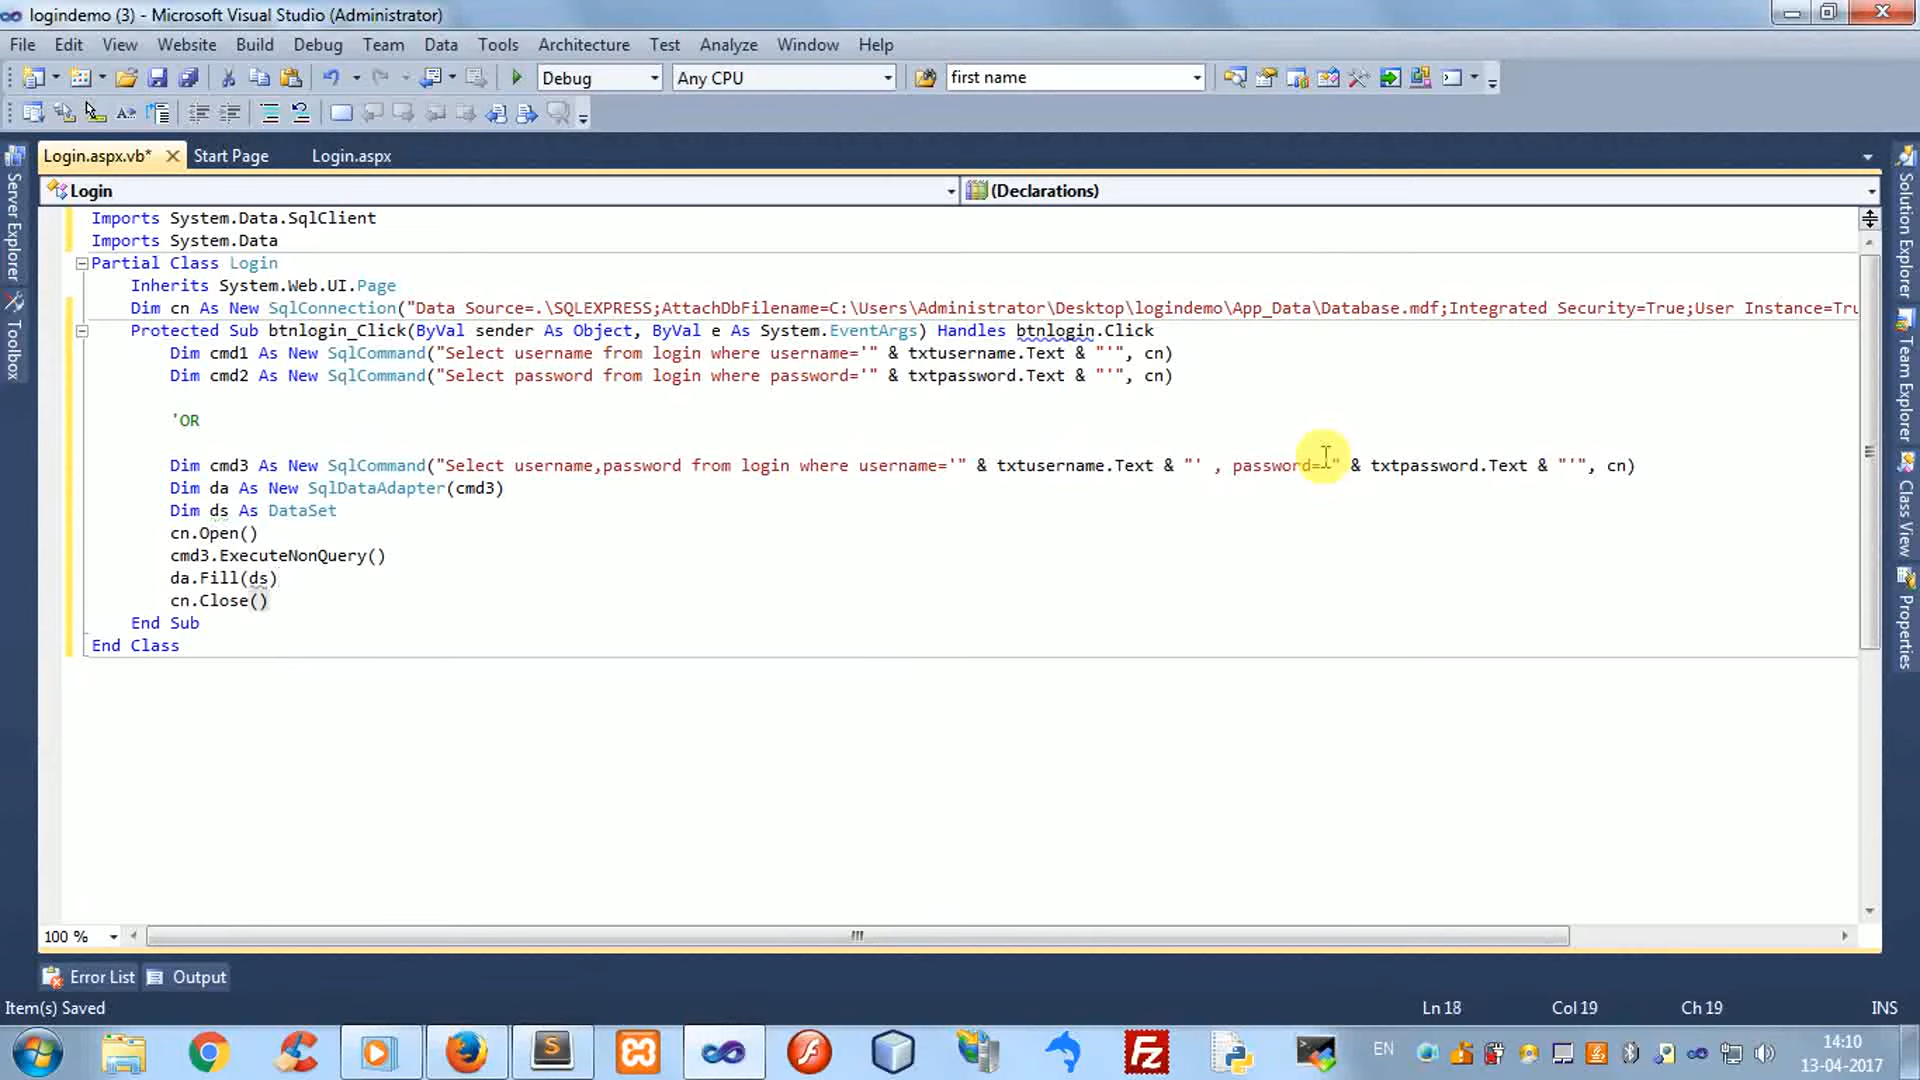 logindemo (3) - Microsoft Visual Studio (Administrator)
File Edit View Website Build Debug Team Data Tools Architecture Test Analyze Window Help
Debug Any CPU first name
Login.aspx.vb* Start Page Login.aspx
Login (Declarations)
Imports System.Data.SqlClient
Imports System.Data
Partial Class Login
Inherits System.Web.UI.Page
Dim cn As New SqlConnection("Data Source=.\SQLEXPRESS;AttachDbFilename=C:\Users\Administrator\Desktop\logindemo\App_Data\Database.mdf;Integrated Security=True;User Instance=Tru
Protected Sub btnlogin_Click(ByVal sender As Object, ByVal e As System.EventArgs) Handles btnlogin.Click
Dim cmd1 As New SqlCommand("Select username from login where username='" & txtusername.Text & "'", cn)
Dim cmd2 As New SqlCommand("Select password from login where password='" & txtpassword.Text & "'", cn)
'OR
Dim cmd3 As New SqlCommand("Select username,password from login where username='" & txtusername.Text & "' , password='" & txtpassword.Text & "'", cn)
Dim da As New SqlDataAdapter(cmd3)
Dim ds As DataSet
cn.Open()
cmd3.ExecuteNonQuery()
da.Fill(ds)
cn.Close()
End Sub
End Class
100 %
Error List Output
Item(s) Saved Ln 18 Col 19 Ch 19 INS
Server Explorer
Toolbox
Solution Explorer
Team Explorer
Class View
Properties
EN
14:10
13-04-2017